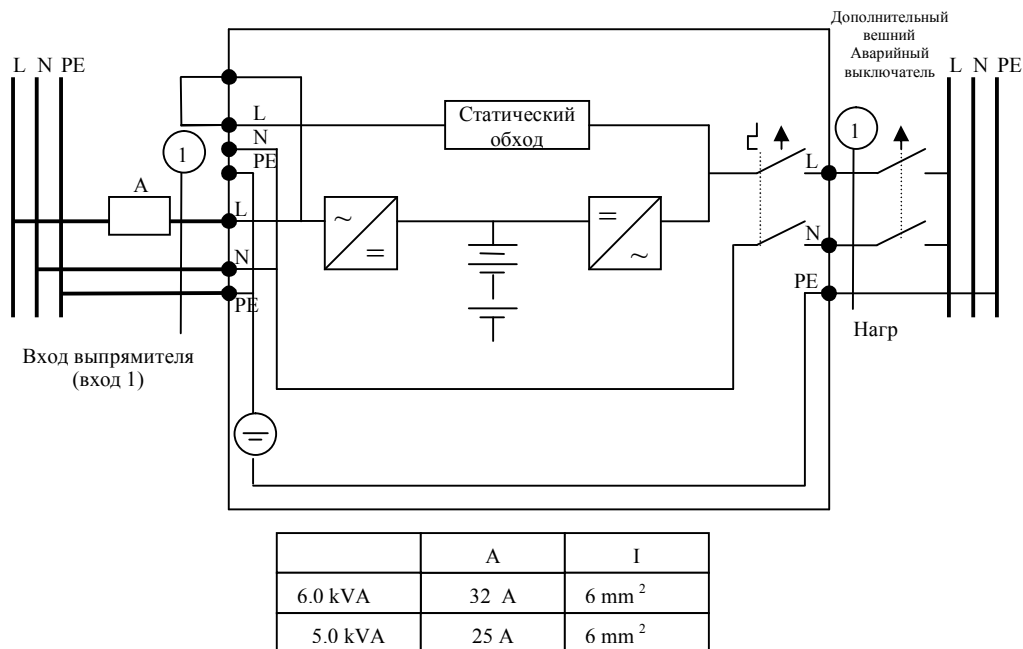 Дополнительный
вешний
Аварийный
выключатель
L N PE
L N PE
L
Статический
обход
N
PE
1
1
A
L
L
~
=
=
~
N
N
PE
PE
Вход выпрямителя
(вход 1)
Нагр
A I
6.0 kVA 32 A 6 mm 2
5.0 kVA 25 A 6 mm 2